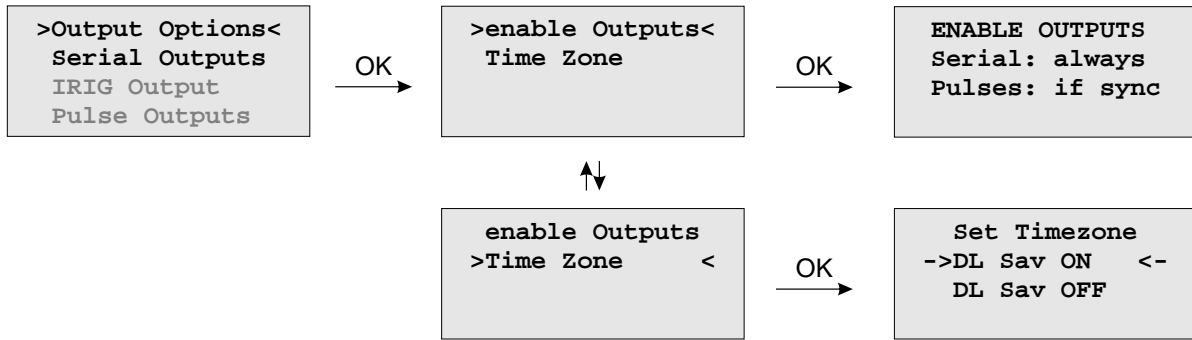 >Output Options<
Serial Outputs
IRIG Output
Pulse Outputs
OK
>enable Outputs<
Time Zone
OK
ENABLE OUTPUTS
Serial: always
Pulses: if sync
enable Outputs
>Time Zone <
OK
Set Timezone
->DL Sav ON <-
DL Sav OFF